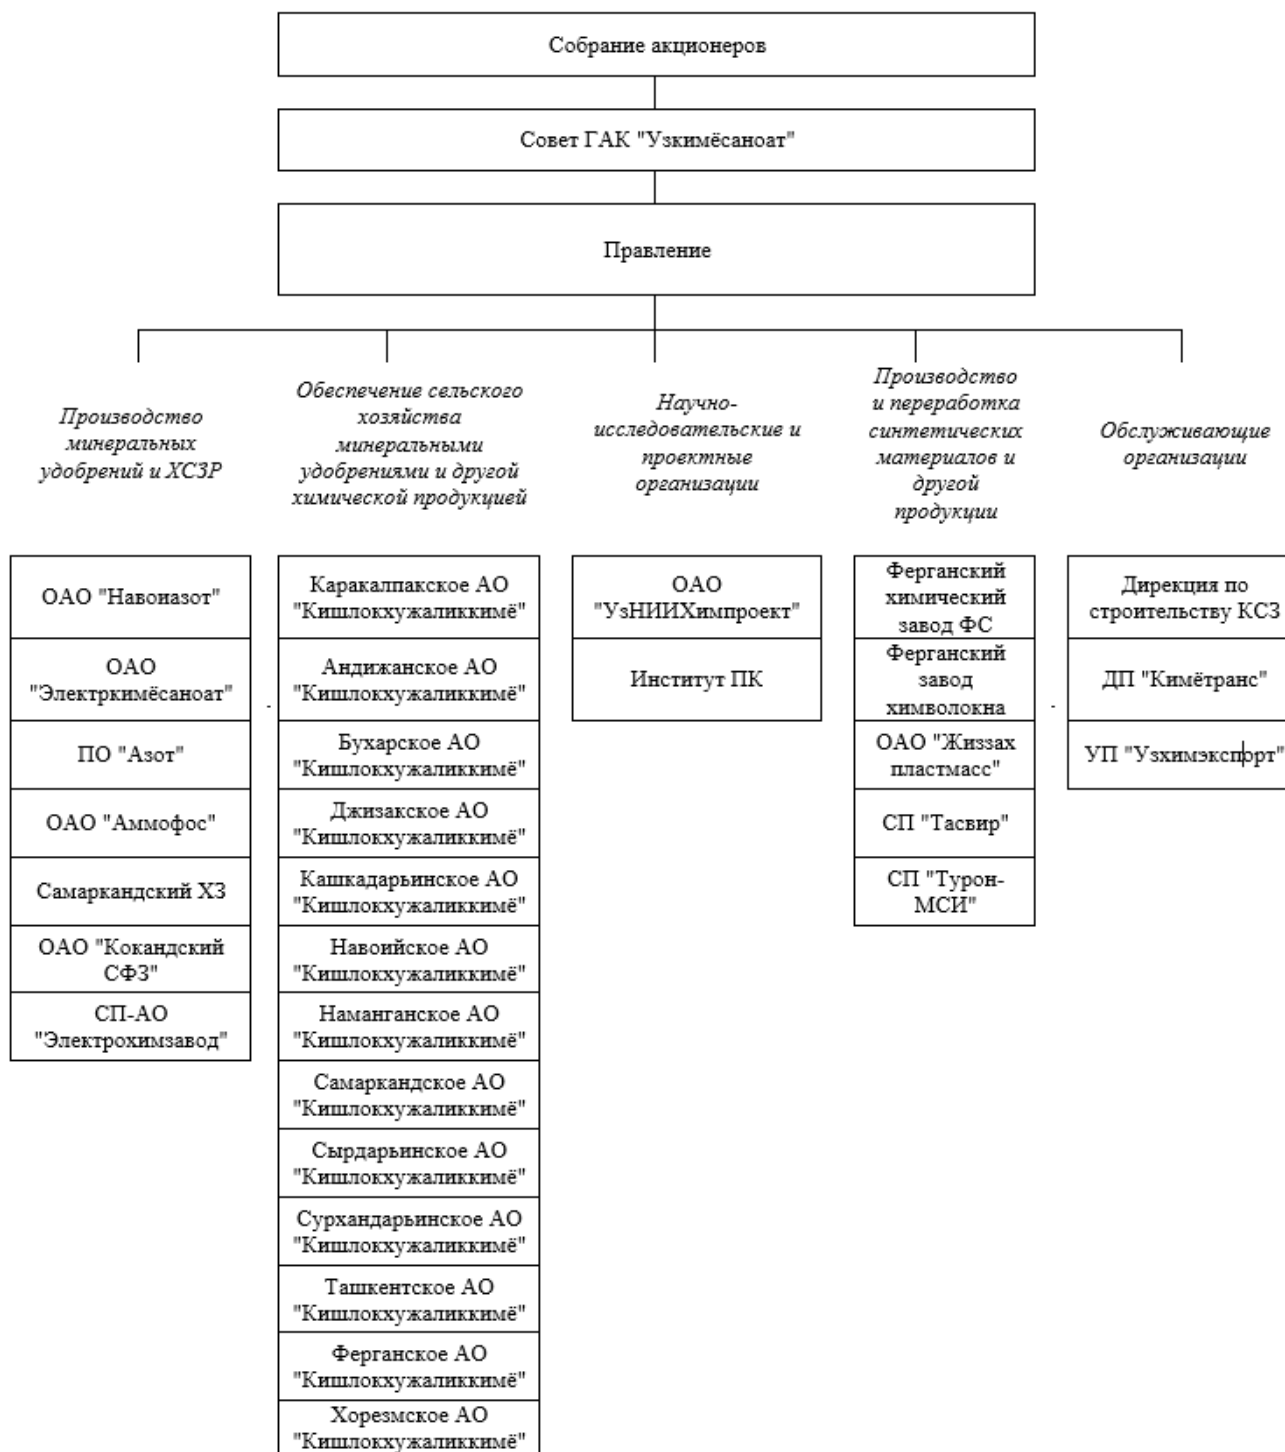 Собрание акционеров
Совет ГАК "Узкимёсаноат"
Правление
Производство
минеральных
удобрений и ХСЗР
Обеспечение сельского
хозяйства
минеральными
удобрениями и другой
химической продукцией
Научно-
исследовательские и
проектные
организации
Производство
и переработка
синтетических
материалов и
другой
продукции
Обслуживающие
организации
ОАО "Навоиазот"
ОАО
"Электркимёсаноат"
ПО "Азот"
ОАО "Аммофос"
Самаркандский ХЗ
ОАО "Кокандский
СФЗ"
СП-АО
"Электрохимзавод"
Каракалпакское АО
"Кишлокхужаликкимё"
Андижанское АО
"Кишлокхужаликкимё"
Бухарское АО
"Кишлокхужаликкимё"
Джизакское АО
"Кишлокхужаликкимё"
Кашкадарьинское АО
"Кишлокхужаликкимё"
Навоийское АО
"Кишлокхужаликкимё"
Наманганское АО
"Кишлокхужаликкимё"
Самаркандское АО
"Кишлокхужаликкимё"
Сырдарьинское АО
"Кишлокхужаликкимё"
Сурхандарьинское АО
"Кишлокхужаликкимё"
Ташкентское АО
"Кишлокхужаликкимё"
Ферганское АО
"Кишлокхужаликкимё"
Хорезмское АО
"Кишлокхужаликкимё"
ОАО
"УзНИИХимпроект"
Институт ПК
Ферганский
химический
завод ФС
Ферганский
завод
химволокна
ОАО "Жиззах
пластмасс"
СП "Тасвир"
СП "Турон-
МСИ"
Дирекция по
строительству КСЗ
ДП "Кимётранс"
УП "Узхимэкспорт"